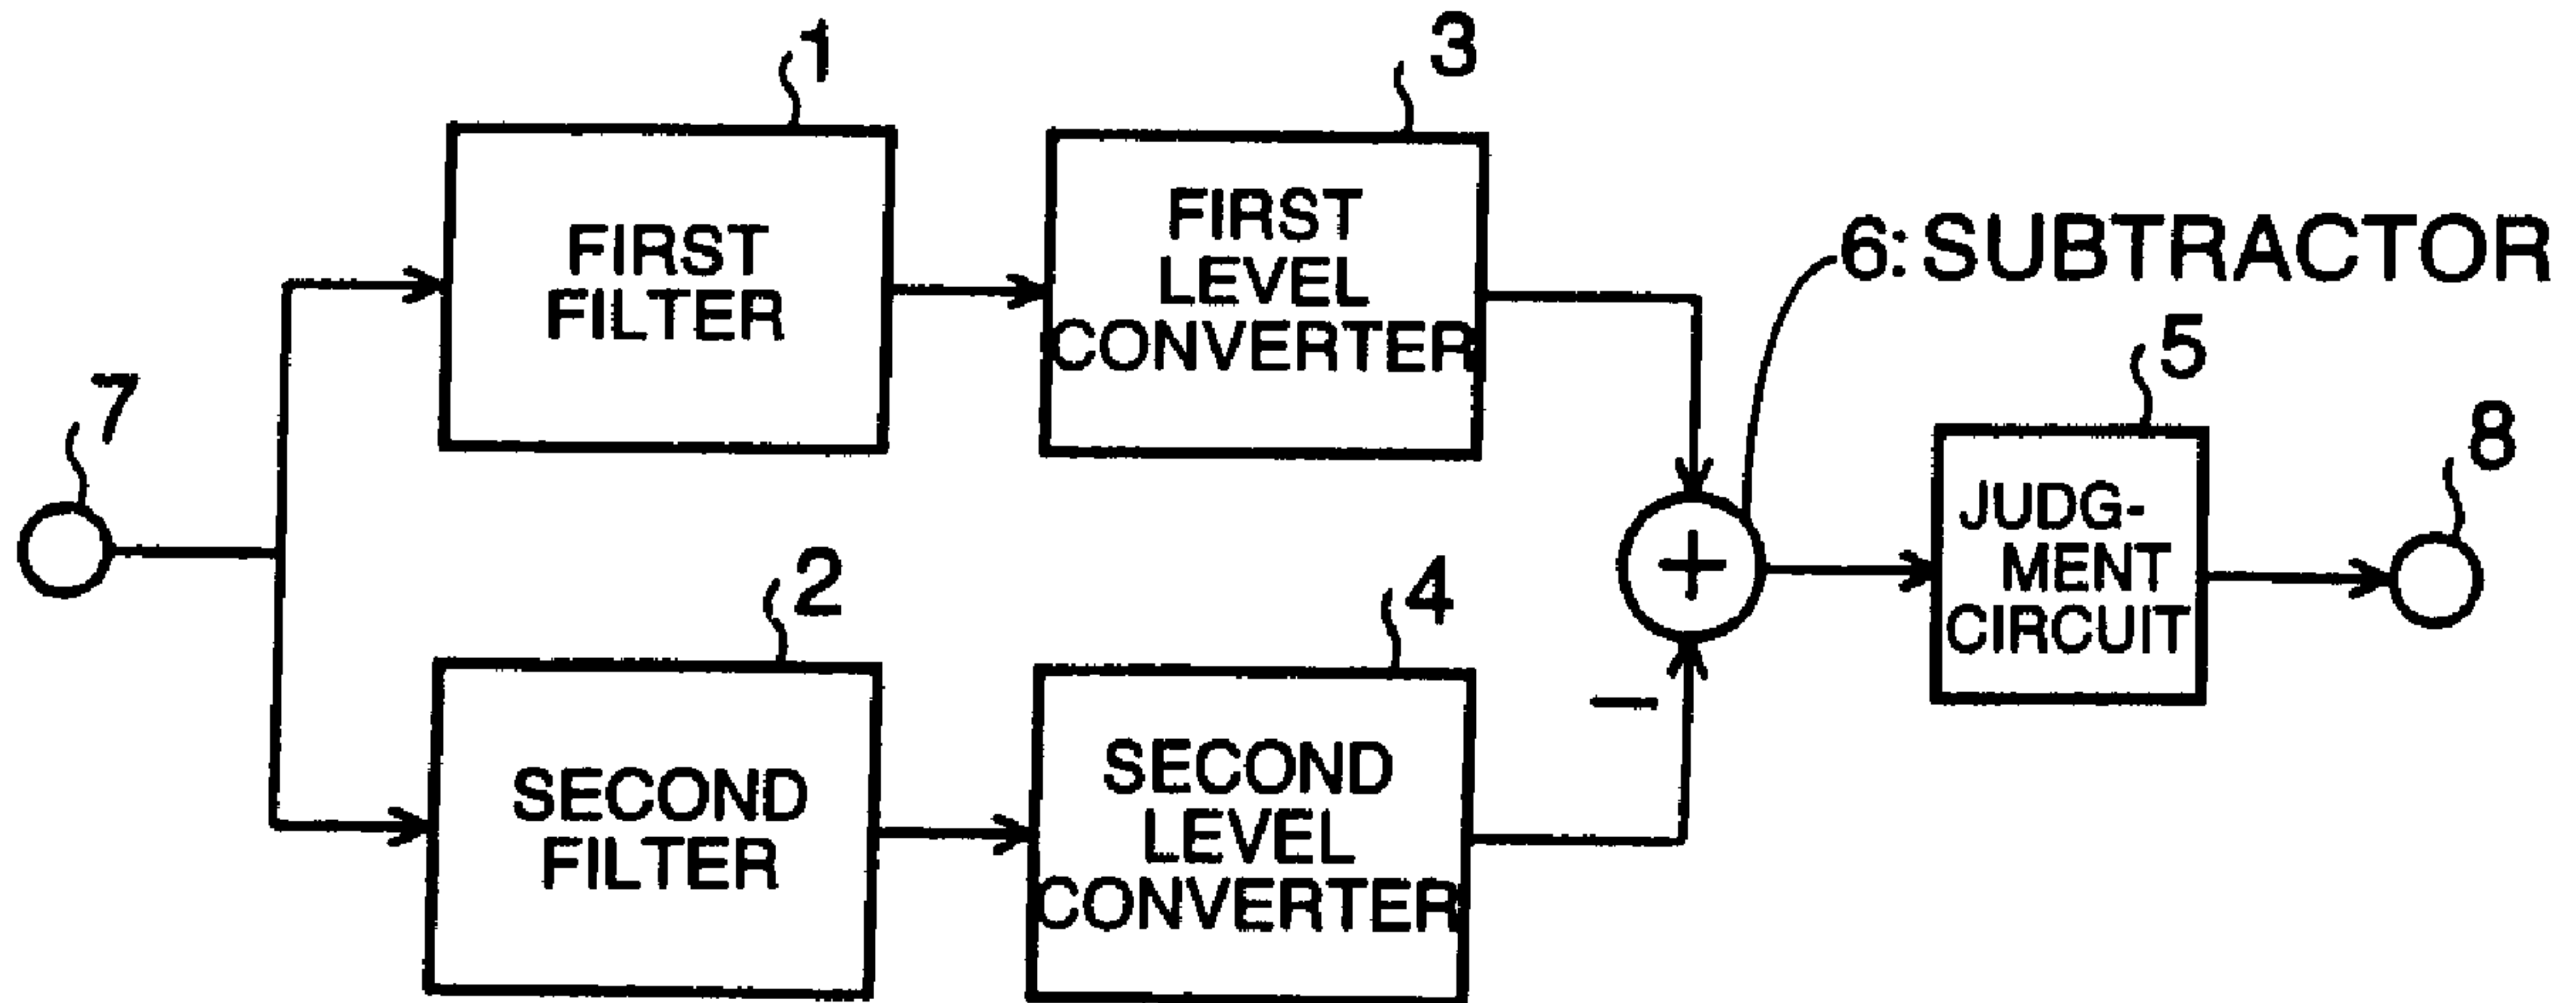 1
3
FIRST
FILTER
FIRST
LEVEL
CONVERTER
6: SUBTRACTOR
7
5
8
JUDG-
MENT
CIRCUIT
+
2
4
−
SECOND
FILTER
SECOND
LEVEL
CONVERTER